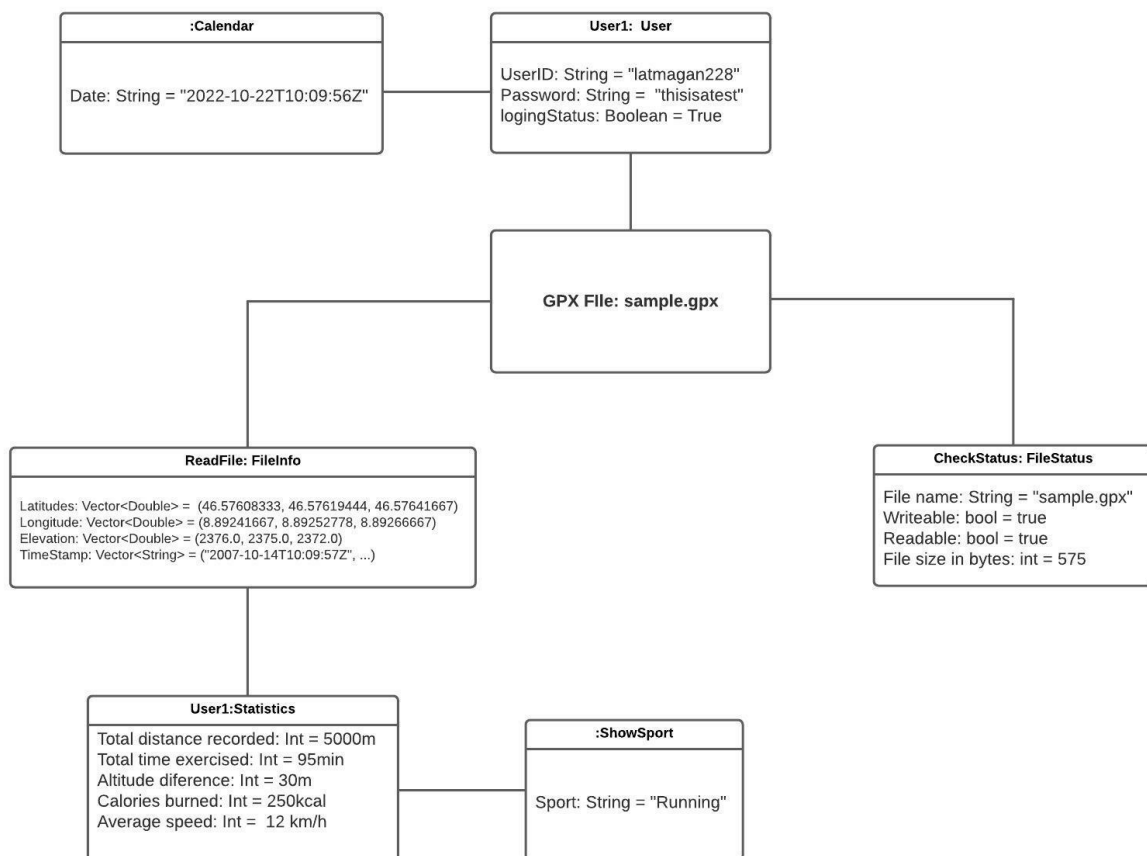 :Calendar
Date: String = "2022-10-22T10:09:56Z"
User1: User
UserID: String = "latmagan228"
Password: String = "thisisatest"
logingStatus: Boolean = True
GPX FIle: sample.gpx
ReadFile: FileInfo
Latitudes: Vector<Double> = (46.57608333, 46.57619444, 46.57641667)
Longitude: Vector<Double> = (8.89241667, 8.89252778, 8.89266667)
Elevation: Vector<Double> = (2376.0, 2375.0, 2372.0)
TimeStamp: Vector<String> = ("2007-10-14T10:09:57Z", ...)
CheckStatus: FileStatus
File name: String = "sample.gpx"
Writeable: bool = true
Readable: bool = true
File size in bytes: int = 575
User1:Statistics
Total distance recorded: Int = 5000m
Total time exercised: Int = 95min
Altitude diference: Int = 30m
Calories burned: Int = 250kcal
Average speed: Int = 12 km/h
:ShowSport
Sport: String = "Running"